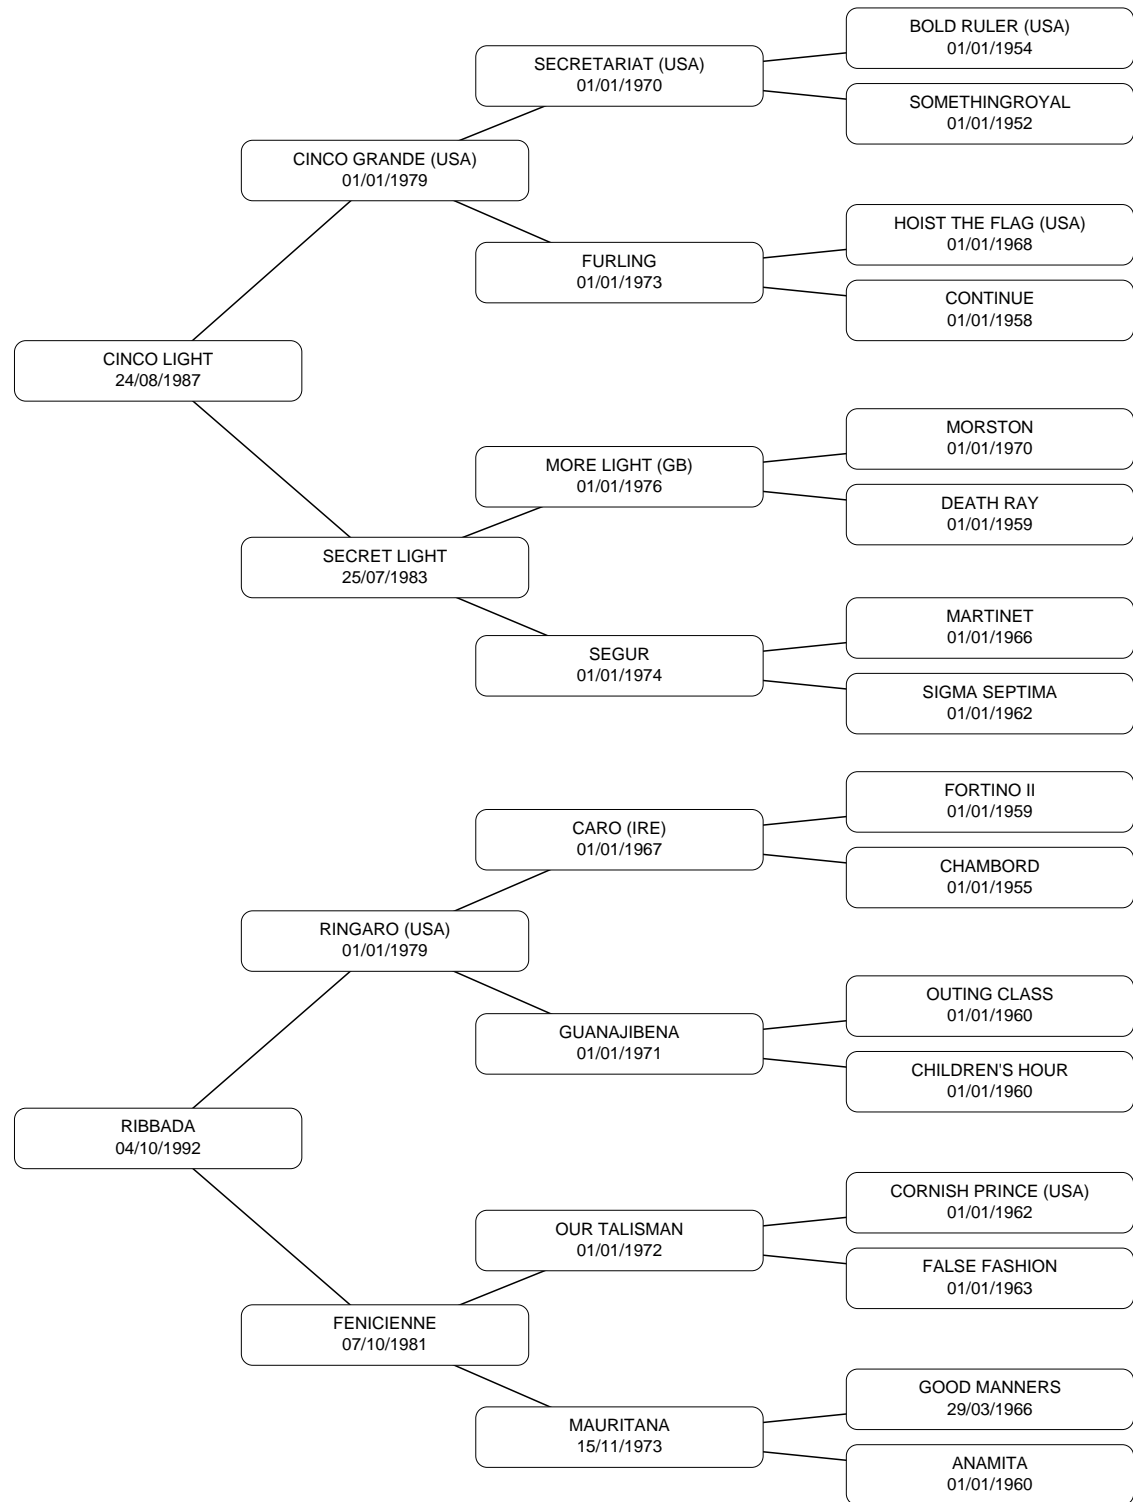 BOLD RULER (USA)
01/01/1954
SECRETARIAT (USA)
01/01/1970
SOMETHINGROYAL
01/01/1952
CINCO GRANDE (USA)
01/01/1979
HOIST THE FLAG (USA)
01/01/1968
FURLING
01/01/1973
CONTINUE
01/01/1958
CINCO LIGHT
24/08/1987
MORSTON
01/01/1970
MORE LIGHT (GB)
01/01/1976
DEATH RAY
01/01/1959
SECRET LIGHT
25/07/1983
MARTINET
01/01/1966
SEGUR
01/01/1974
SIGMA SEPTIMA
01/01/1962
FORTINO II
01/01/1959
CARO (IRE)
01/01/1967
CHAMBORD
01/01/1955
RINGARO (USA)
01/01/1979
OUTING CLASS
01/01/1960
GUANAJIBENA
01/01/1971
CHILDREN'S HOUR
01/01/1960
RIBBADA
04/10/1992
CORNISH PRINCE (USA)
01/01/1962
OUR TALISMAN
01/01/1972
FALSE FASHION
01/01/1963
FENICIENNE
07/10/1981
GOOD MANNERS
29/03/1966
MAURITANA
15/11/1973
ANAMITA
01/01/1960